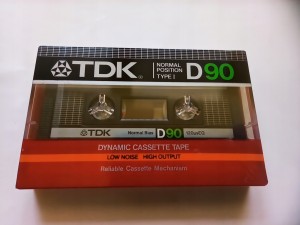 TDK
NORMAL POSITION TYPE I
D90
TDK
Normal Bias
D90
DYNAMIC CASSETTE TAPE
LOW NOISE HIGH OUTPUT
Reliable Cassette Mechanism